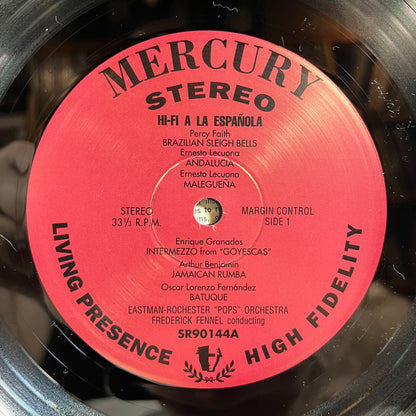 MERCURY
STEREO
HI-FI A LA ESPAÑOLA
Percy Faith
BRAZILIAN SLEIGH BELLS
Ernesto Lecuona
ANDALUCIA
Ernesto Lecuona
MALEGUEÑA
STEREO
33⅓ R.P.M.
MARGIN CONTROL
SIDE 1
Enrique Granados
INTERMEZZO from "GOYESCAS"
Arthur Benjamin
JAMAICAN RUMBA
Oscar Lorenzo Fernández
BATUQUE
EASTMAN-ROCHESTER "POPS" ORCHESTRA
FREDERICK FENNEL conducting
SR90144A
LIVING PRESENCE
HIGH FIDELITY